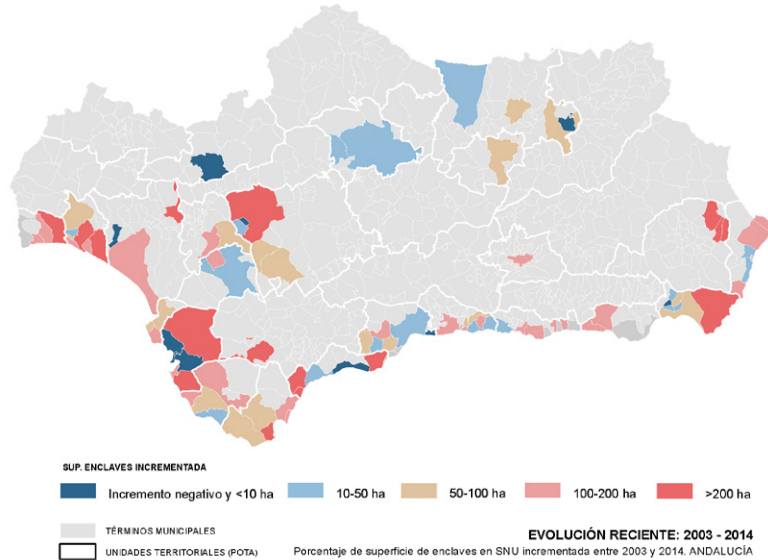 SUP. ENCLAVES INCREMENTADA
Incremento negativo y <10 ha
10-50 ha
50-100 ha
100-200 ha
>200 ha
TÉRMINOS MUNICIPALES
UNIDADES TERRITORIALES (POTA)
EVOLUCIÓN RECIENTE: 2003 - 2014
Porcentaje de superficie de enclaves en SNU incrementada entre 2003 y 2014. ANDALUCÍA